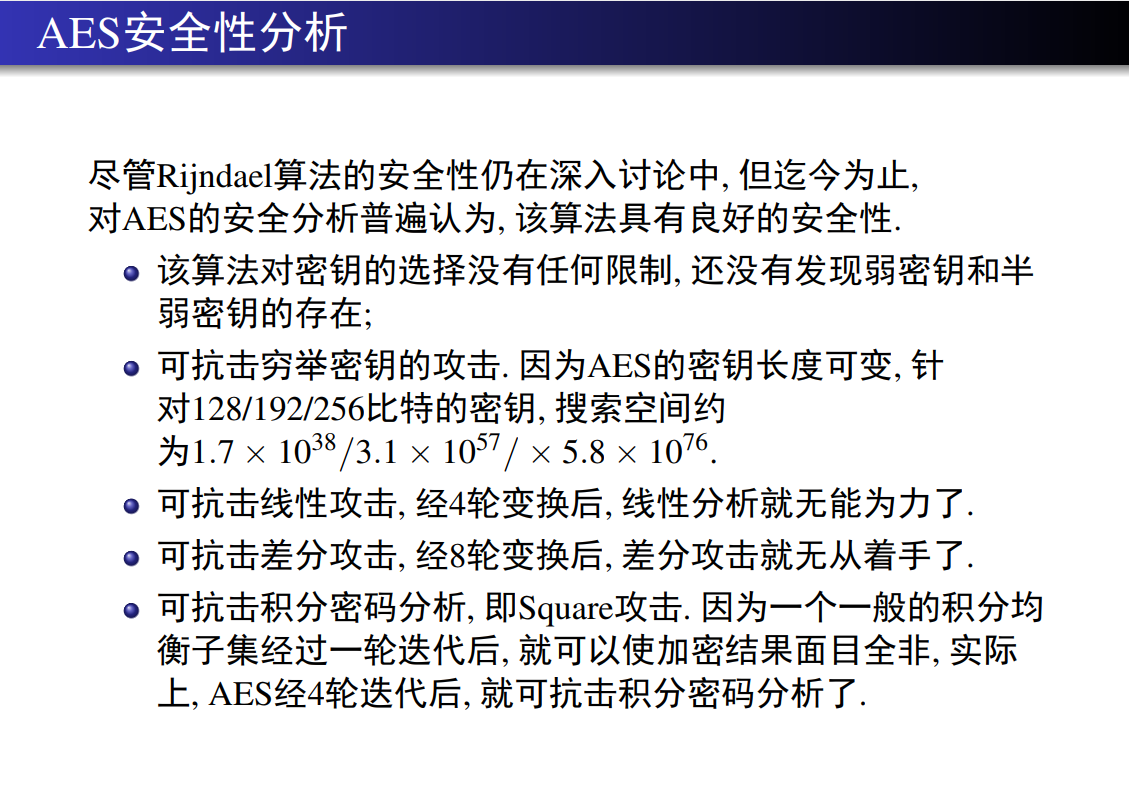 AES安全性分析
尽管Rijndael算法的安全性仍在深入讨论中, 但迄今为止,
对AES的安全分析普遍认为, 该算法具有良好的安全性.
该算法对密钥的选择没有任何限制, 还没有发现弱密钥和半
弱密钥的存在;
可抗击穷举密钥的攻击. 因为AES的密钥长度可变, 针
对128/192/256比特的密钥, 搜索空间约
为1.7 × 10³⁸/3.1 × 10⁵⁷/ × 5.8 × 10⁷⁶.
可抗击线性攻击, 经4轮变换后, 线性分析就无能为力了.
可抗击差分攻击, 经8轮变换后, 差分攻击就无从着手了.
可抗击积分密码分析, 即Square攻击. 因为一个一般的积分均
衡子集经过一轮迭代后, 就可以使加密结果面目全非, 实际
上, AES经4轮迭代后, 就可抗击积分密码分析了.